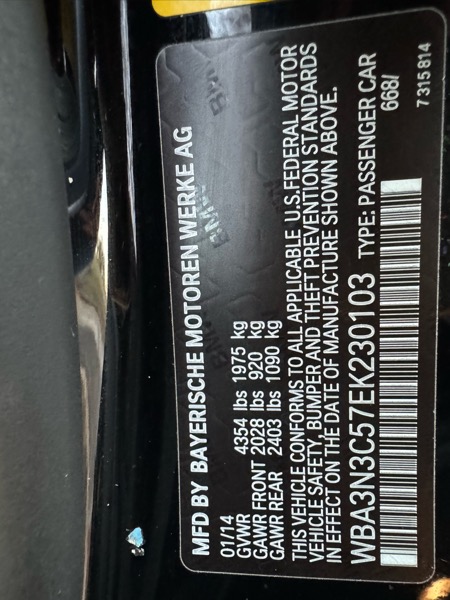 MFD BY BAYERISCHE MOTOREN WERKE AG
01/14
GVWR 4354 lbs 1975 kg
GAWR FRONT 2028 lbs 920 kg
GAWR REAR 2403 lbs 1090 kg
THIS VEHICLE CONFORMS TO ALL APPLICABLE U.S.FEDERAL MOTOR
VEHICLE SAFETY, BUMPER AND THEFT PREVENTION STANDARDS
IN EFFECT ON THE DATE OF MANUFACTURE SHOWN ABOVE.
WBA3N3C57EK230103 TYPE: PASSENGER CAR
668/
7 315 814